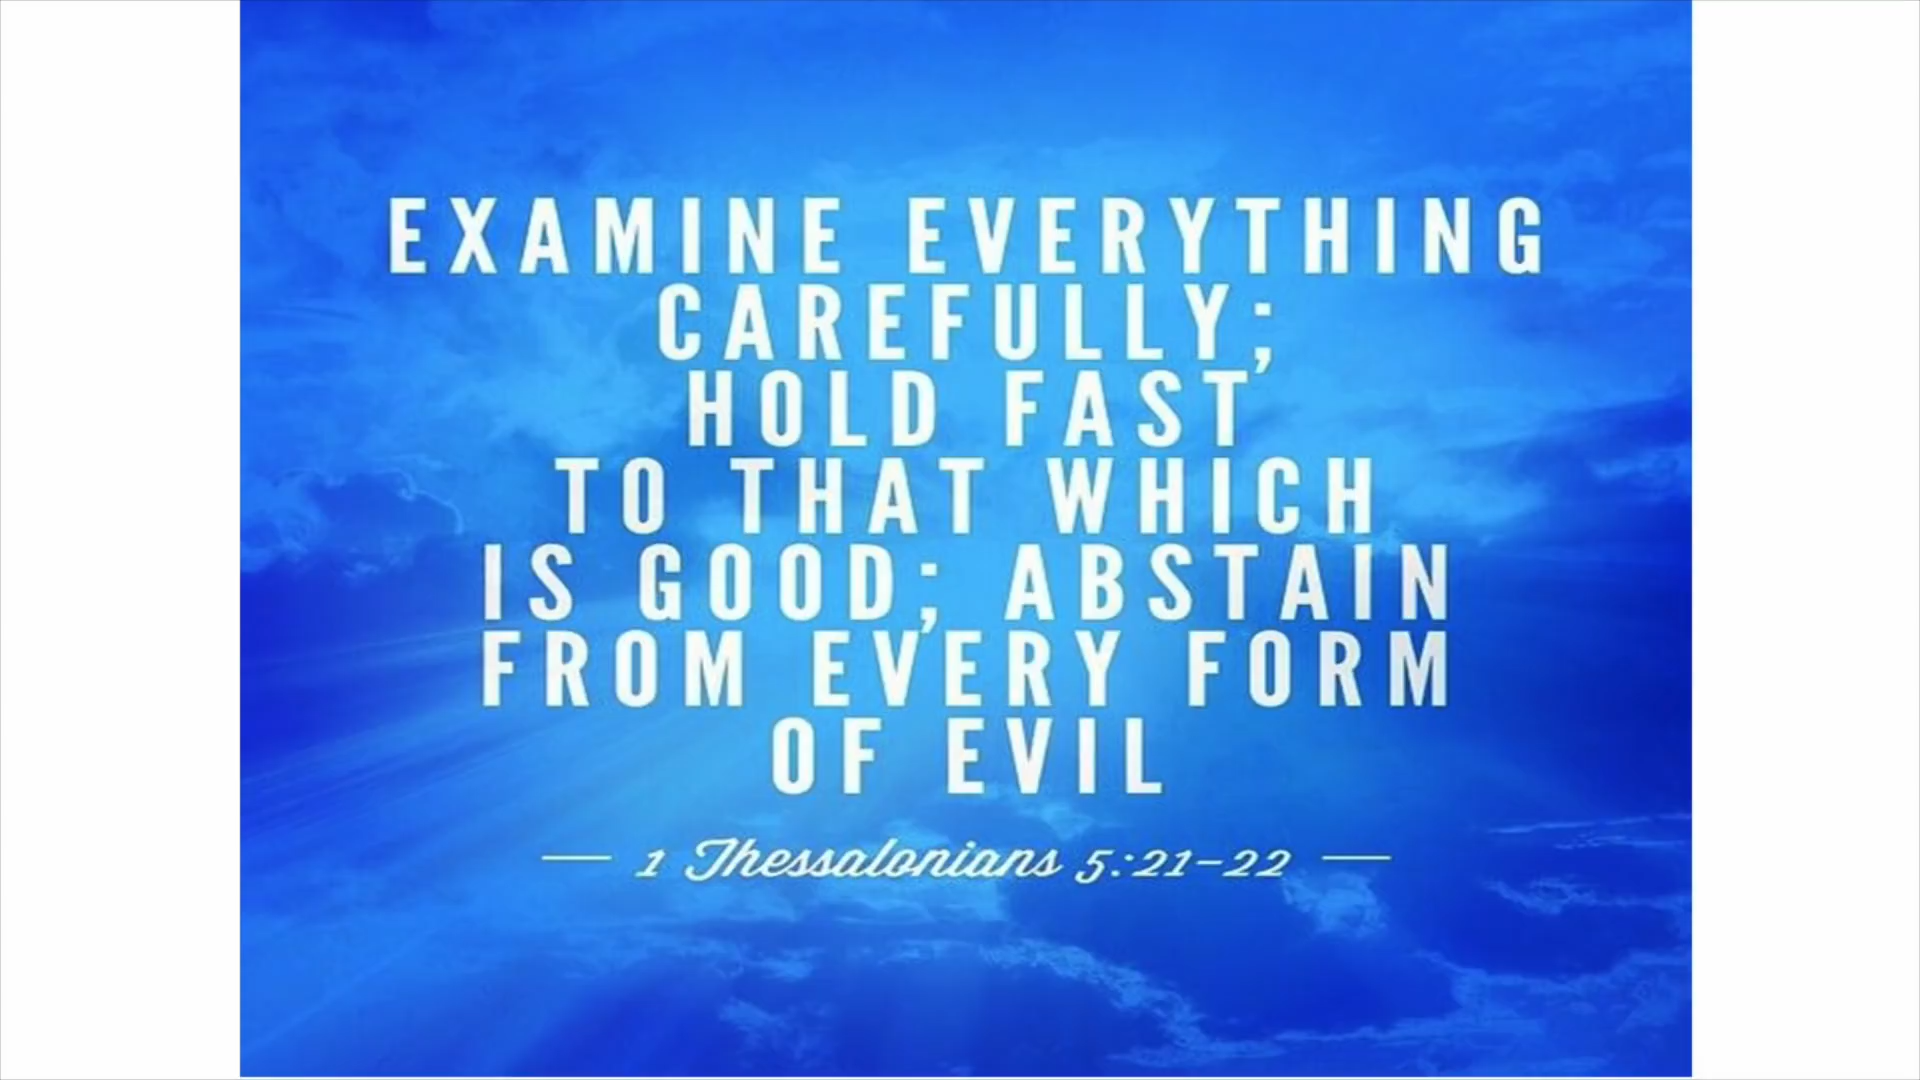 EXAMINE EVERYTHING
CAREFULLY;
HOLD FAST
TO THAT WHICH
IS GOOD; ABSTAIN
FROM EVERY FORM
OF EVIL
— 1 Thessalonians 5:21-22 —